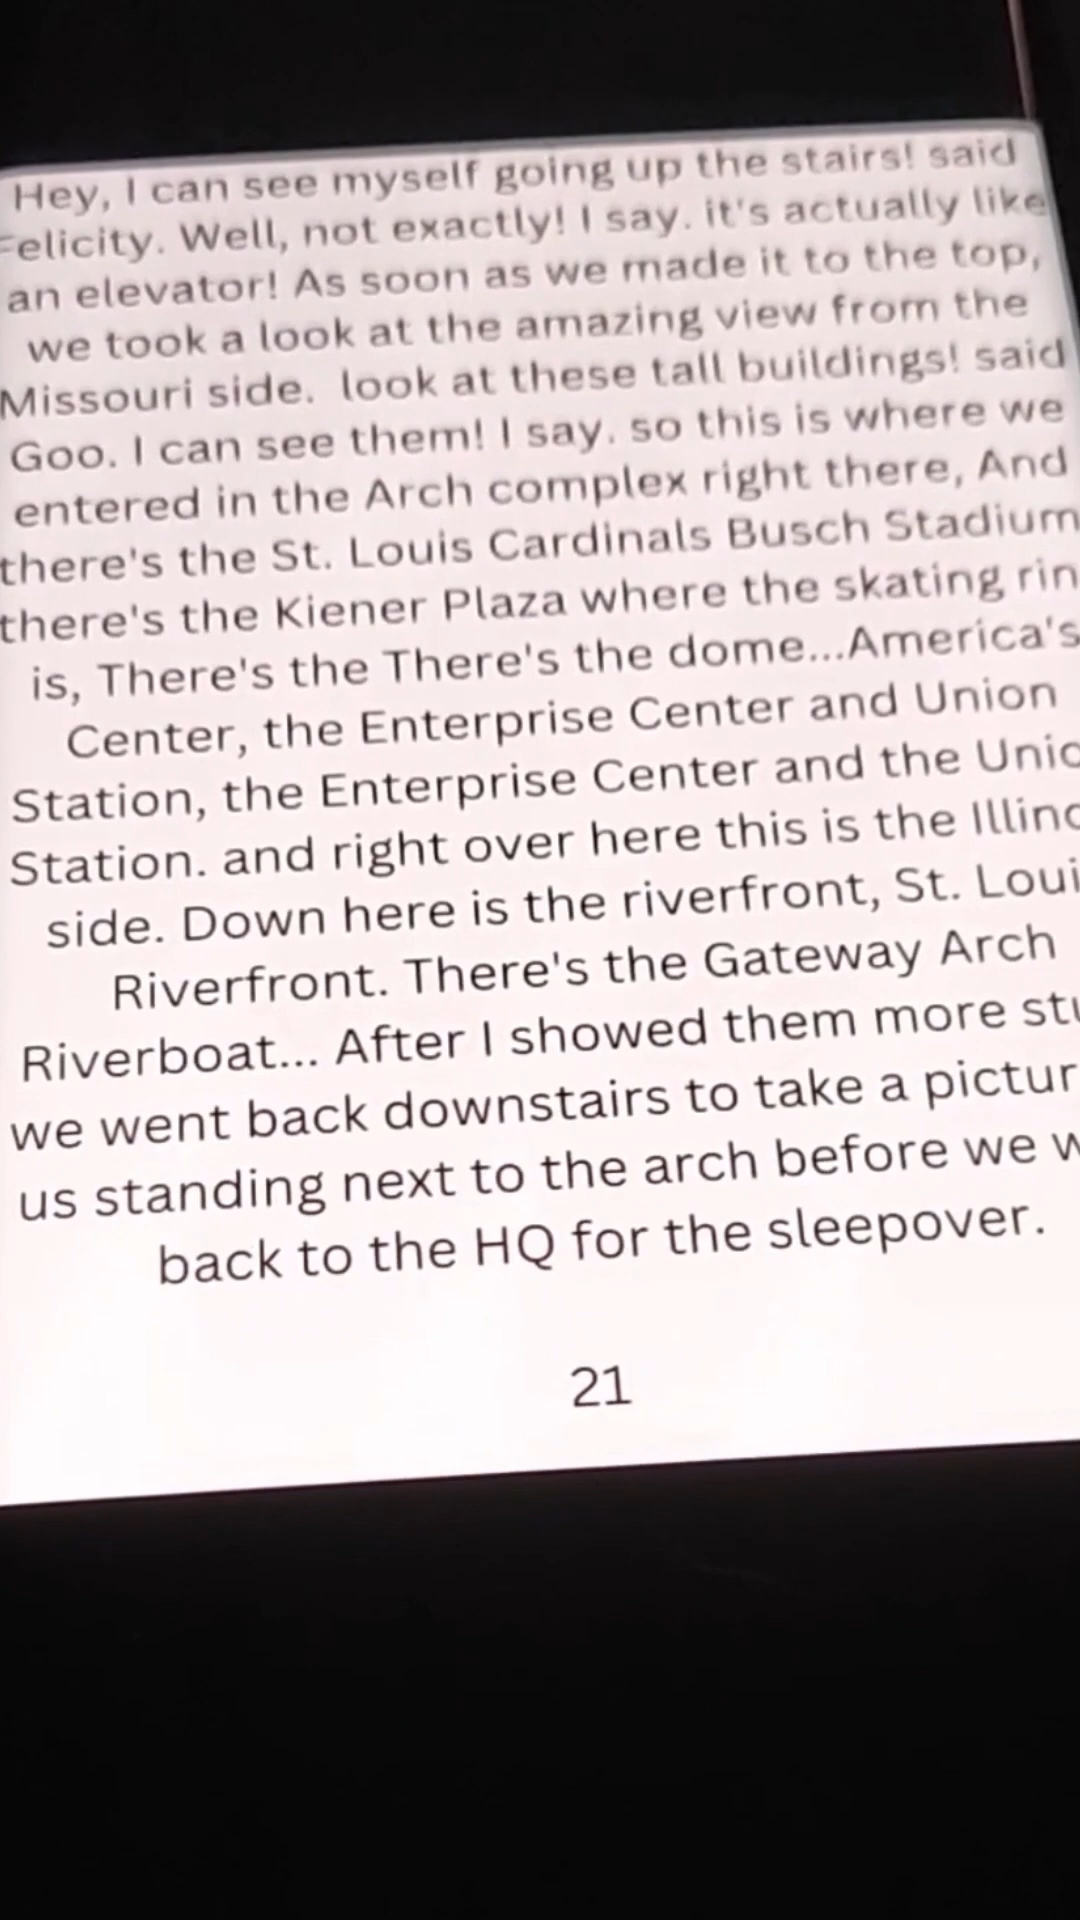 Hey, I can see myself going up the stairs! said
Felicity. Well, not exactly! I say. it's actually like
an elevator! As soon as we made it to the top,
we took a look at the amazing view from the
Missouri side. look at these tall buildings! said
Goo. I can see them! I say. so this is where we
entered in the Arch complex right there, And
there's the St. Louis Cardinals Busch Stadium
there's the Kiener Plaza where the skating rin
is, There's the There's the dome...America's
Center, the Enterprise Center and Union
Station, the Enterprise Center and the Unio
Station. and right over here this is the Illino
side. Down here is the riverfront, St. Loui
Riverfront. There's the Gateway Arch
Riverboat... After I showed them more stu
we went back downstairs to take a pictur
us standing next to the arch before we w
back to the HQ for the sleepover.
21